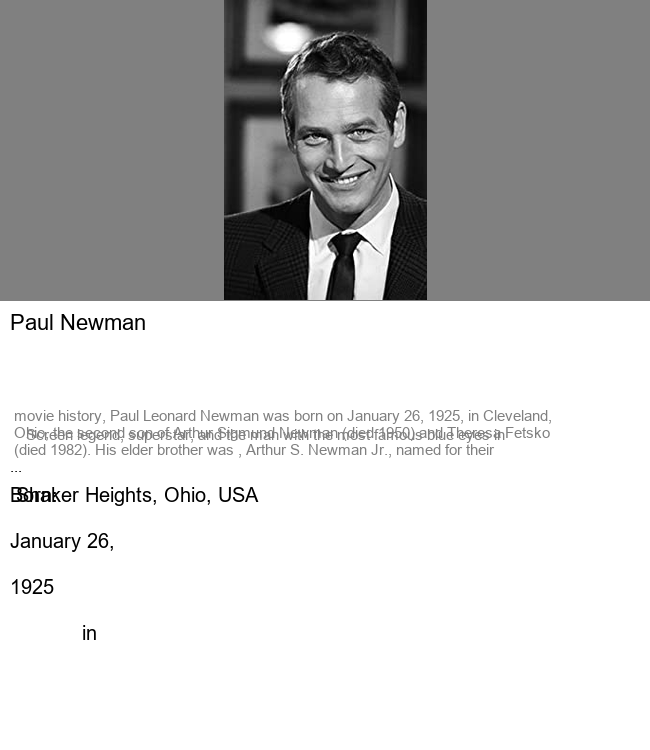 Paul Newman
Screen legend, superstar, and the man with the most famous blue eyes in
movie history, Paul Leonard Newman was born on January 26, 1925, in Cleveland,
Ohio, the second son of Arthur Sigmund Newman (died 1950) and Theresa Fetsko
(died 1982). His elder brother was , Arthur S. Newman Jr., named for their
...
Born: Shaker Heights, Ohio, USA
January 26,
1925
in